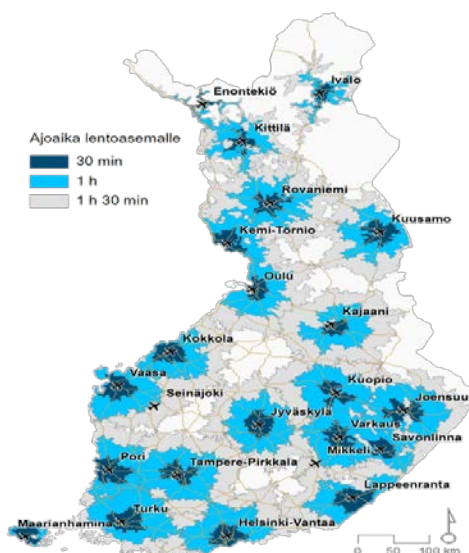 Enontekiö
Ivalo
Kittilä
Ajoaika lentoasemalle
30 min
1 h
1 h 30 min
Rovaniemi
Kuusamo
Kemi-Tornio
Oulu
Kajaani
Kokkola
Vaasa
Kuopio
Seinäjoki
Joensuu
Jyväskylä
Varkaus
Savonlinna
Mikkeli
Pori
Tampere-Pirkkala
Lappeenranta
Turku
Maarianhamina
Helsinki-Vantaa
0 50 100 km